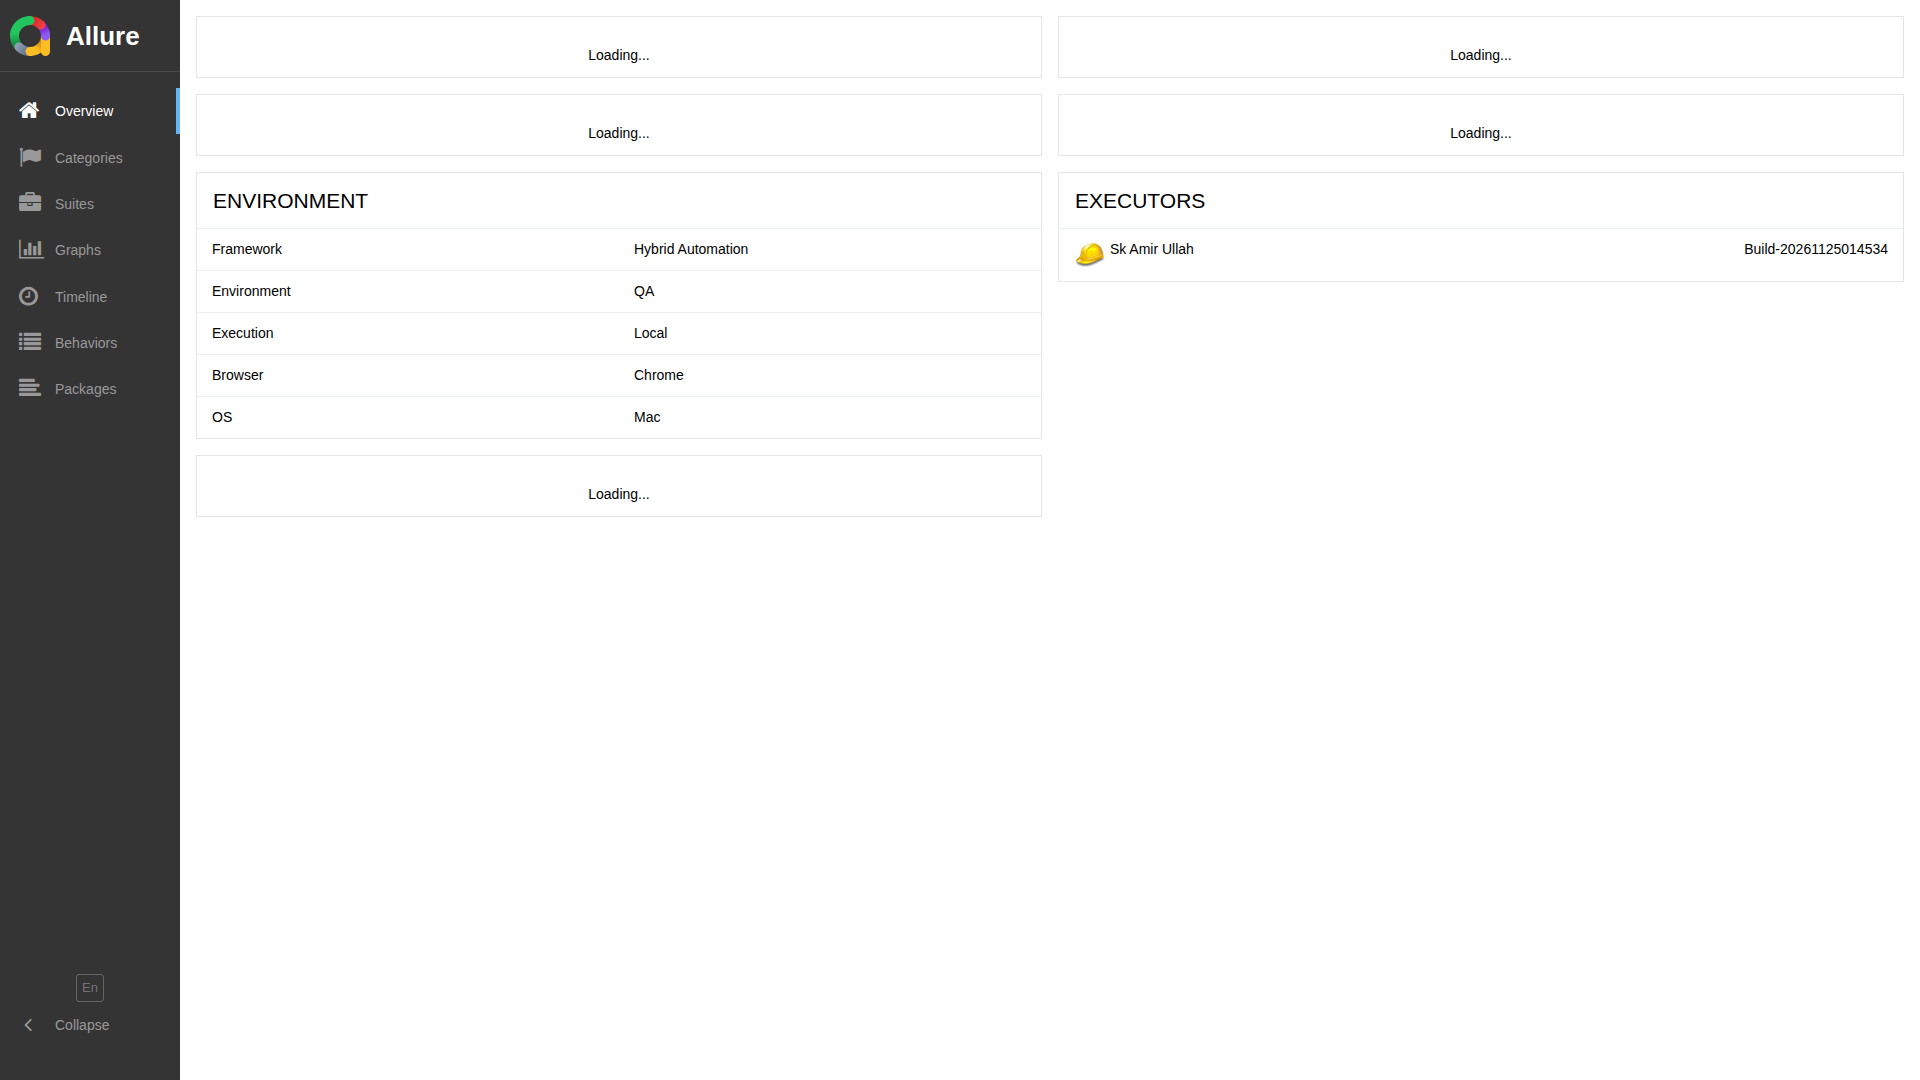 Allure
Overview
Categories
Suites
Graphs
Timeline
Behaviors
Packages
En
Collapse
Loading...
Loading...
ENVIRONMENT
Framework Hybrid Automation
Environment QA
Execution Local
Browser Chrome
OS Mac
Loading...
Loading...
Loading...
EXECUTORS
Sk Amir Ullah Build-20261125014534